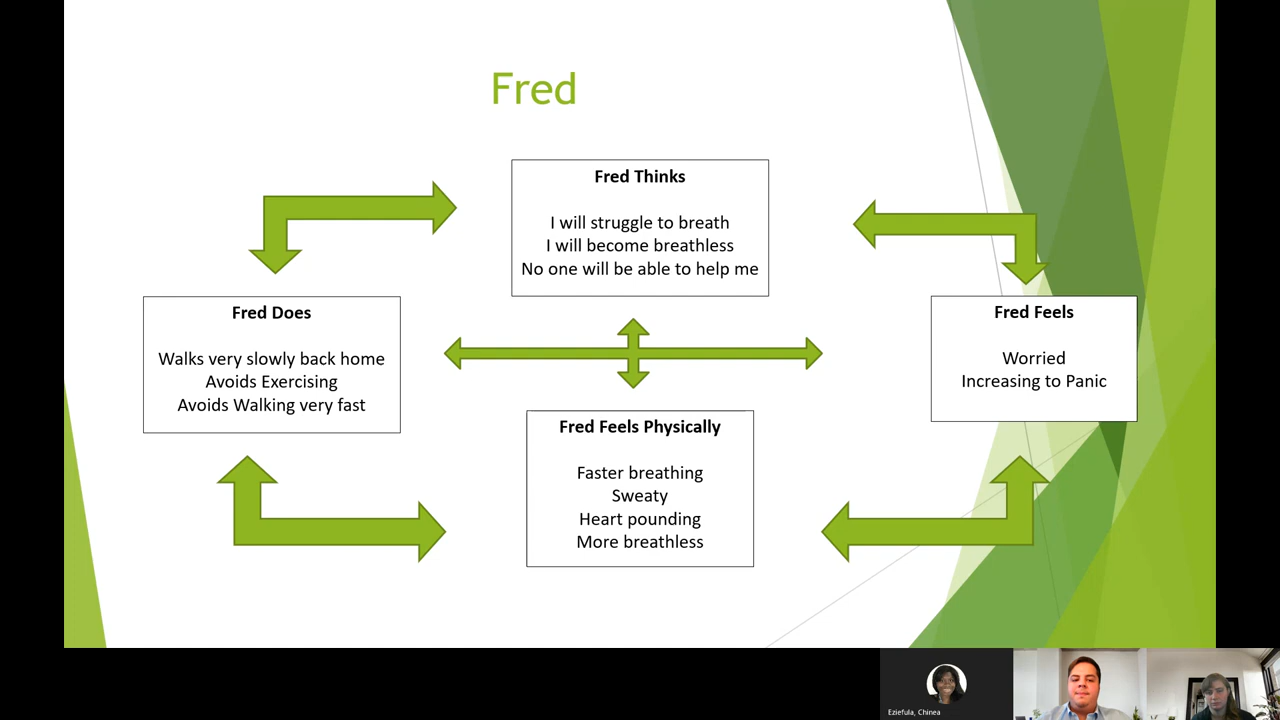 Fred
Fred Thinks
I will struggle to breath
I will become breathless
No one will be able to help me
Fred Does
Walks very slowly back home
Avoids Exercising
Avoids Walking very fast
Fred Feels
Worried
Increasing to Panic
Fred Feels Physically
Faster breathing
Sweaty
Heart pounding
More breathless
Eziefula, Chinea